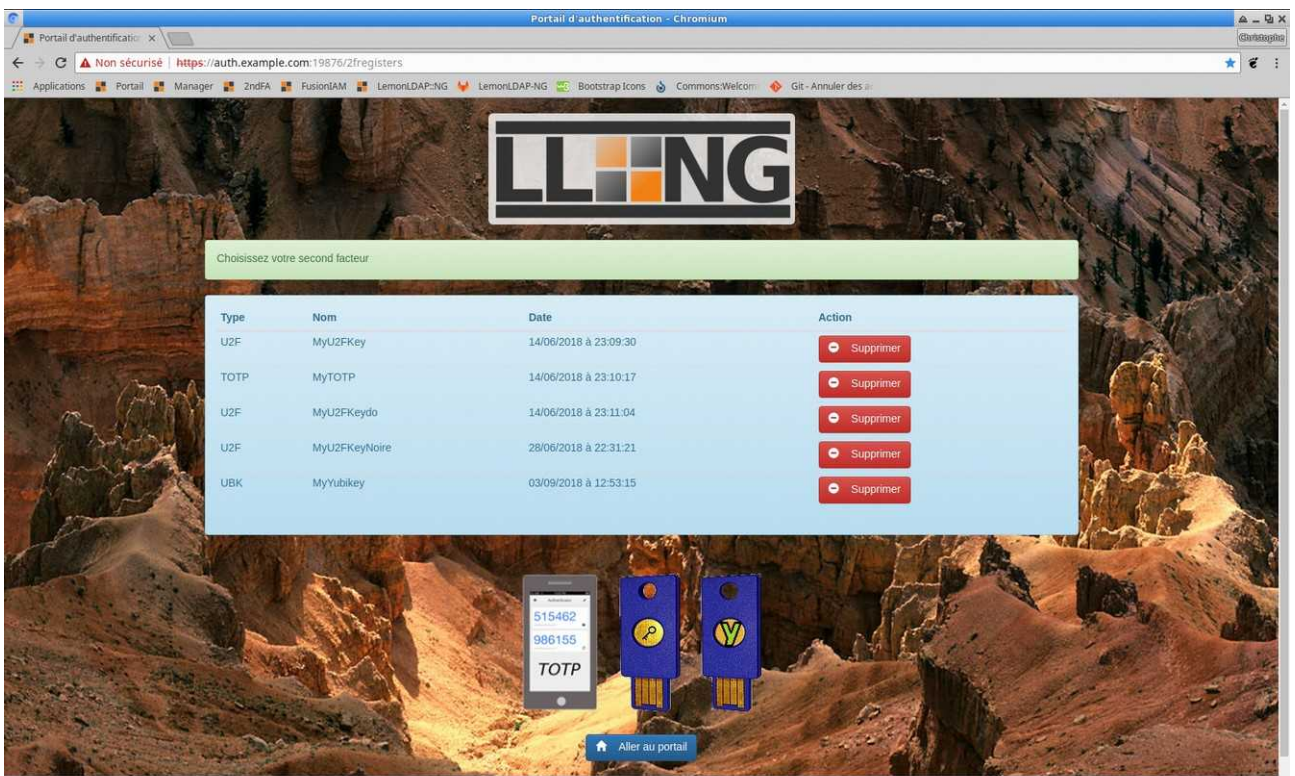 Portail d'authentification - Chromium
Portail d'authentificatio
Christophe
Non sécurisé https://auth.example.com:19876/2fregisters
Applications Portail Manager 2ndFA FusionIAM LemonLDAP::NG LemonLDAP-NG Bootstrap Icons Commons:Welcom Git - Annuler des
LL NG
Choisissez votre second facteur
Type Nom Date Action
U2F MyU2FKey 14/06/2018 à 23:09:30 Supprimer
TOTP MyTOTP 14/06/2018 à 23:10:17 Supprimer
U2F MyU2FKeydo 14/06/2018 à 23:11:04 Supprimer
U2F MyU2FKeyNoire 28/06/2018 à 22:31:21 Supprimer
UBK MyYubikey 03/09/2018 à 12:53:15 Supprimer
Authenticator
515462
986155
TOTP
y
Aller au portail